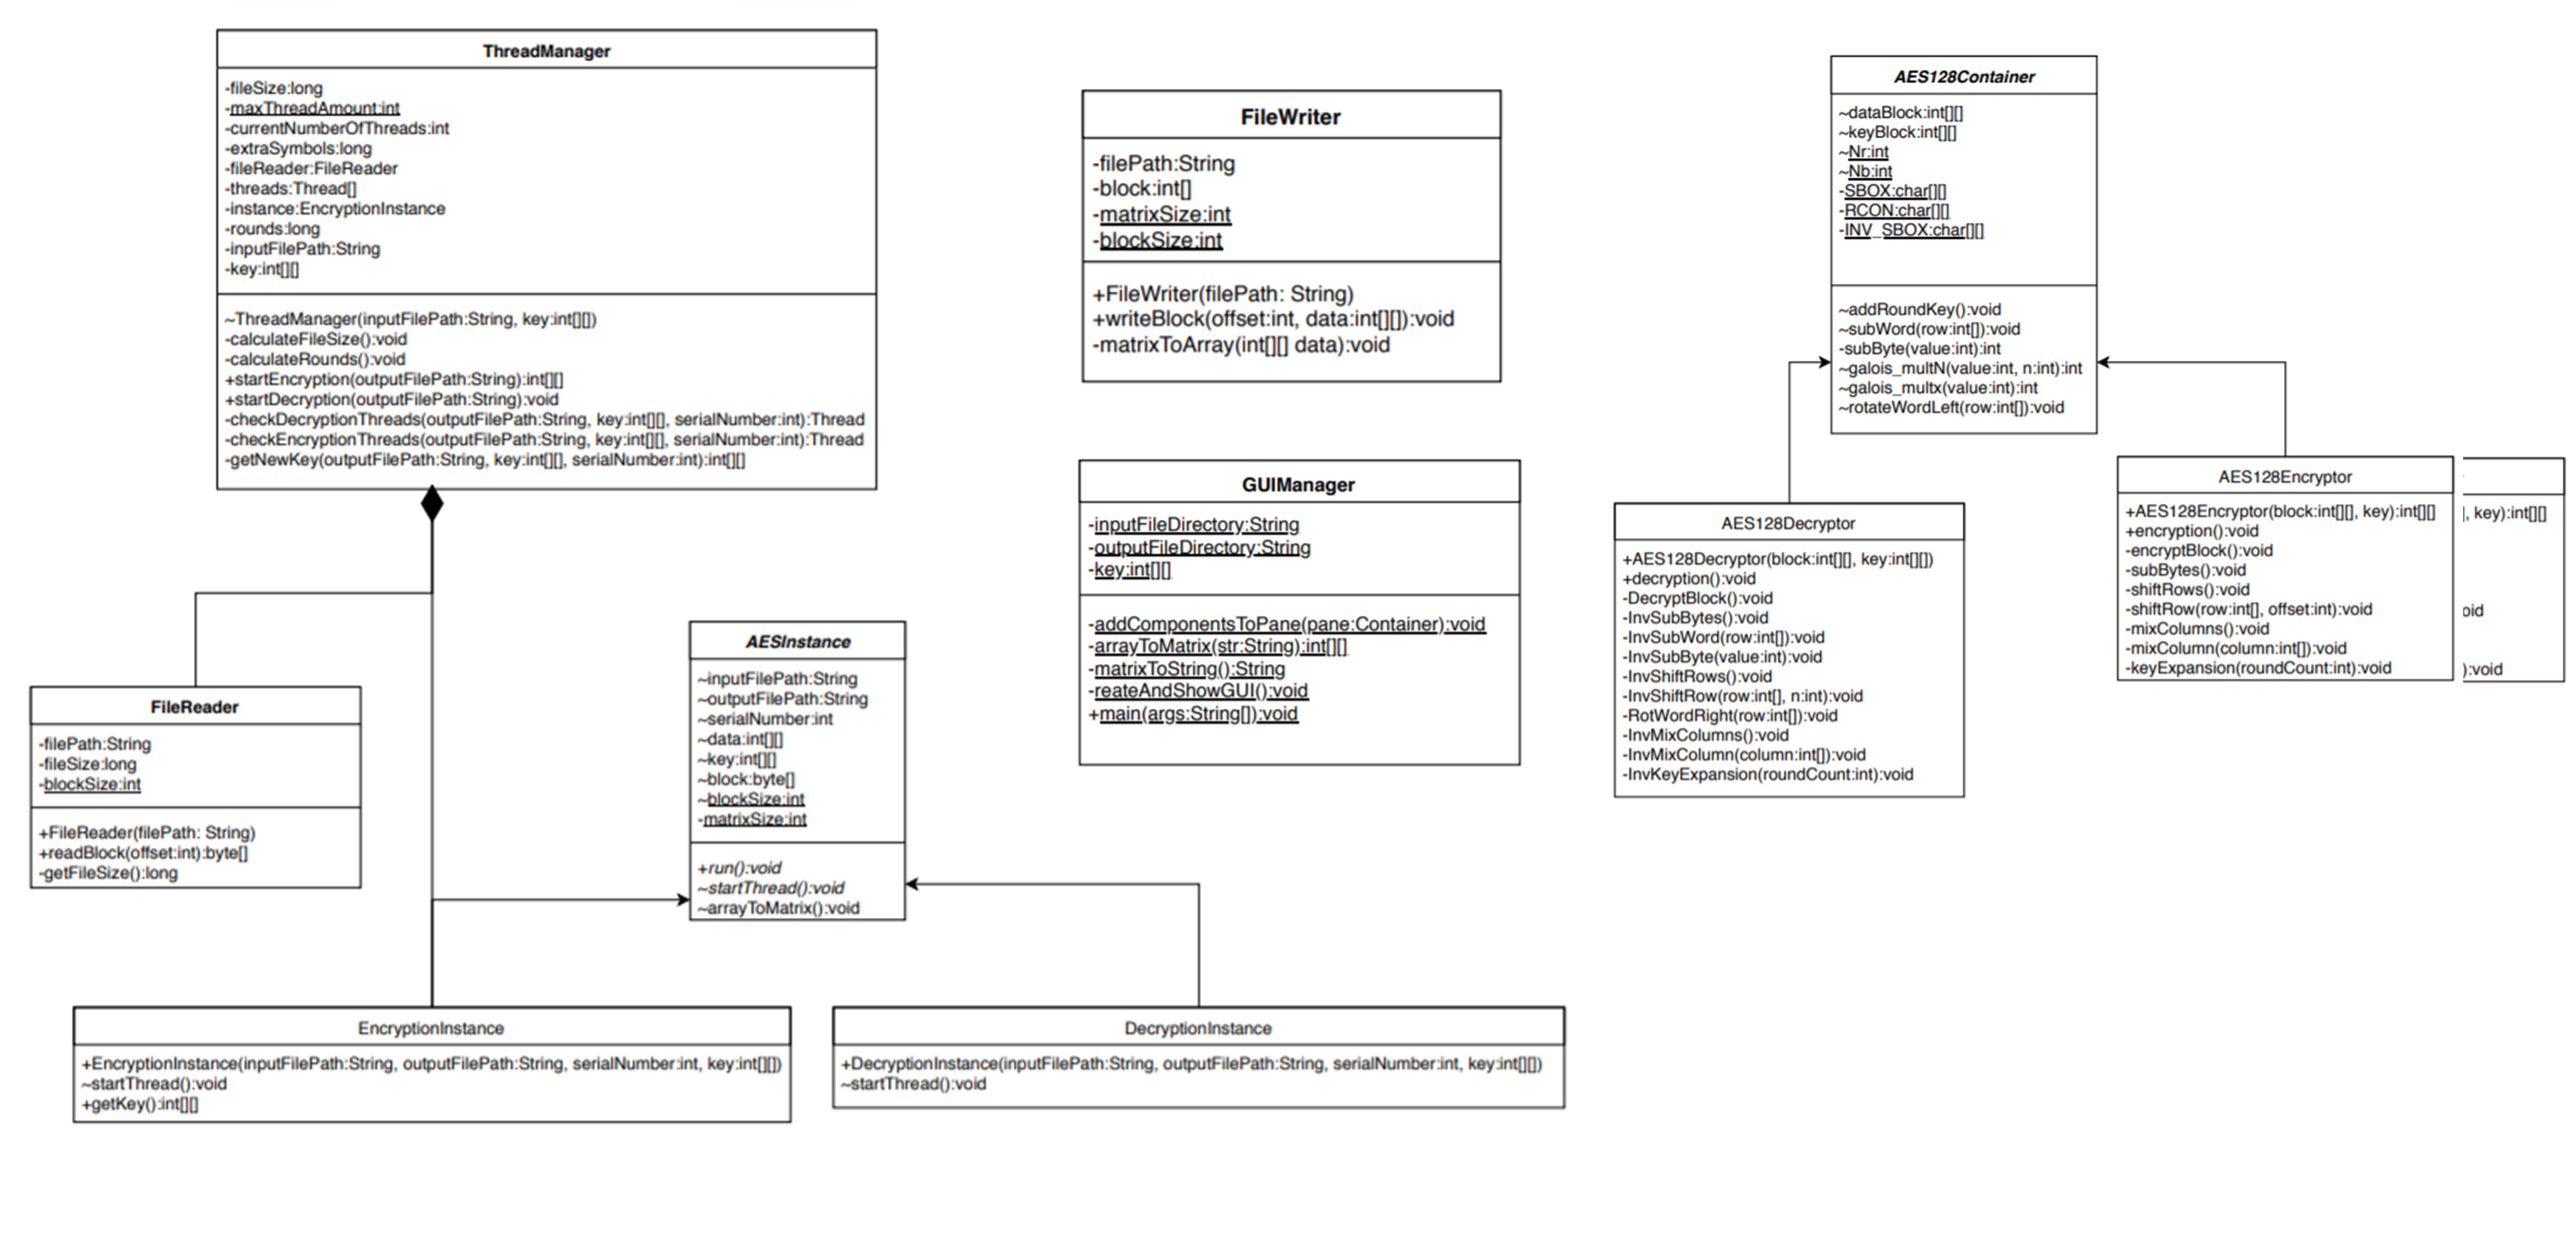 ThreadManager
-fileSize:long
-maxThreadAmount:int
-currentNumberOfThreads:int
-extraSymbols:long
-fileReader:FileReader
-threads:Thread[]
-instance:EncryptionInstance
-rounds:long
-inputFilePath:String
-key:int[][]
~ThreadManager(inputFilePath:String, key:int[][])
-calculateFileSize():void
-calculateRounds():void
+startEncryption(outputFilePath:String):int[][]
+startDecryption(outputFilePath:String):void
-checkDecryptionThreads(outputFilePath:String, key:int[][], serialNumber:int):Thread
-checkEncryptionThreads(outputFilePath:String, key:int[][], serialNumber:int):Thread
-getNewKey(outputFilePath:String, key:int[][], serialNumber:int):int[][]
FileReader
-filePath:String
-fileSize:long
-blockSize:int
+FileReader(filePath: String)
+readBlock(offset:int):byte[]
-getFileSize():long
AESInstance
~inputFilePath:String
~outputFilePath:String
~serialNumber:int
~data:int[][]
~key:int[][]
~block:byte[]
~blockSize:int
-matrixSize:int
+run():void
~startThread():void
~arrayToMatrix():void
EncryptionInstance
+EncryptionInstance(inputFilePath:String, outputFilePath:String, serialNumber:int, key:int[][])
~startThread():void
+getKey():int[][]
DecryptionInstance
+DecryptionInstance(inputFilePath:String, outputFilePath:String, serialNumber:int, key:int[][])
~startThread():void
FileWriter
-filePath:String
-block:int[]
-matrixSize:int
-blockSize:int
+FileWriter(filePath: String)
+writeBlock(offset:int, data:int[][]):void
-matrixToArray(int[][] data):void
GUIManager
-inputFileDirectory:String
-outputFileDirectory:String
-key:int[][]
-addComponentsToPane(pane:Container):void
-arrayToMatrix(str:String):int[][]
-matrixToString():String
-reateAndShowGUI():void
+main(args:String[]):void
AES128Container
~dataBlock:int[][]
~keyBlock:int[][]
~Nr:int
~Nb:int
-SBOX:char[][]
-RCON:char[][]
-INV_SBOX:char[][]
~addRoundKey():void
~subWord(row:int[]):void
-subByte(value:int):int
~galois_multN(value:int, n:int):int
~galois_multx(value:int):int
~rotateWordLeft(row:int[]):void
AES128Decryptor
+AES128Decryptor(block:int[][], key:int[][])
+decryption():void
-DecryptBlock():void
-InvSubBytes():void
-InvSubWord(row:int[]):void
-InvSubByte(value:int):void
-InvShiftRows():void
-InvShiftRow(row:int[], n:int):void
-RotWordRight(row:int[]):void
-InvMixColumns():void
-InvMixColumn(column:int[]):void
-InvKeyExpansion(roundCount:int):void
AES128Encryptor
+AES128Encryptor(block:int[][], key):int[][]
+encryption():void
-encryptBlock():void
-subBytes():void
-shiftRows():void
-shiftRow(row:int[], offset:int):void
-mixColumns():void
-mixColumn(column:int[]):void
-keyExpansion(roundCount:int):void
, key):int[][]
oid
):void